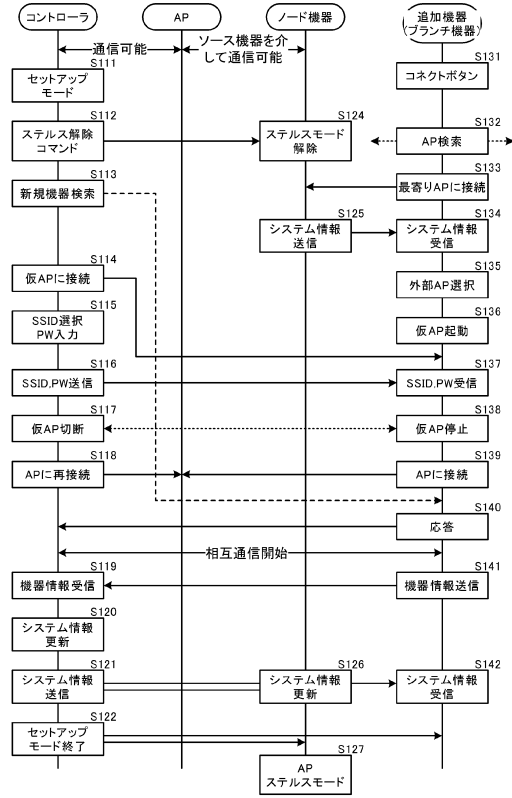 コントローラ
AP
ノード機器
追加機器
(ブランチ機器)
通信可能
ソース機器を介
して通信可能
S111
セットアップ
モード
S131
コネクトボタン
S112
ステルス解除
コマンド
S124
ステルスモード
解除
S132
AP検索
S113
新規機器検索
S133
最寄りAPに接続
S125
システム情報
送信
S134
システム情報
受信
S114
仮APに接続
S135
外部AP選択
S115
SSID選択
PW入力
S136
仮AP起動
S116
SSID,PW送信
S137
SSID,PW受信
S117
仮AP切断
S138
仮AP停止
S118
APに再接続
S139
APに接続
S140
応答
相互通信開始
S119
機器情報受信
S141
機器情報送信
S120
システム情報
更新
S121
システム情報
送信
S126
システム情報
更新
S142
システム情報
受信
S122
セットアップ
モード終了
S127
AP
ステルスモード